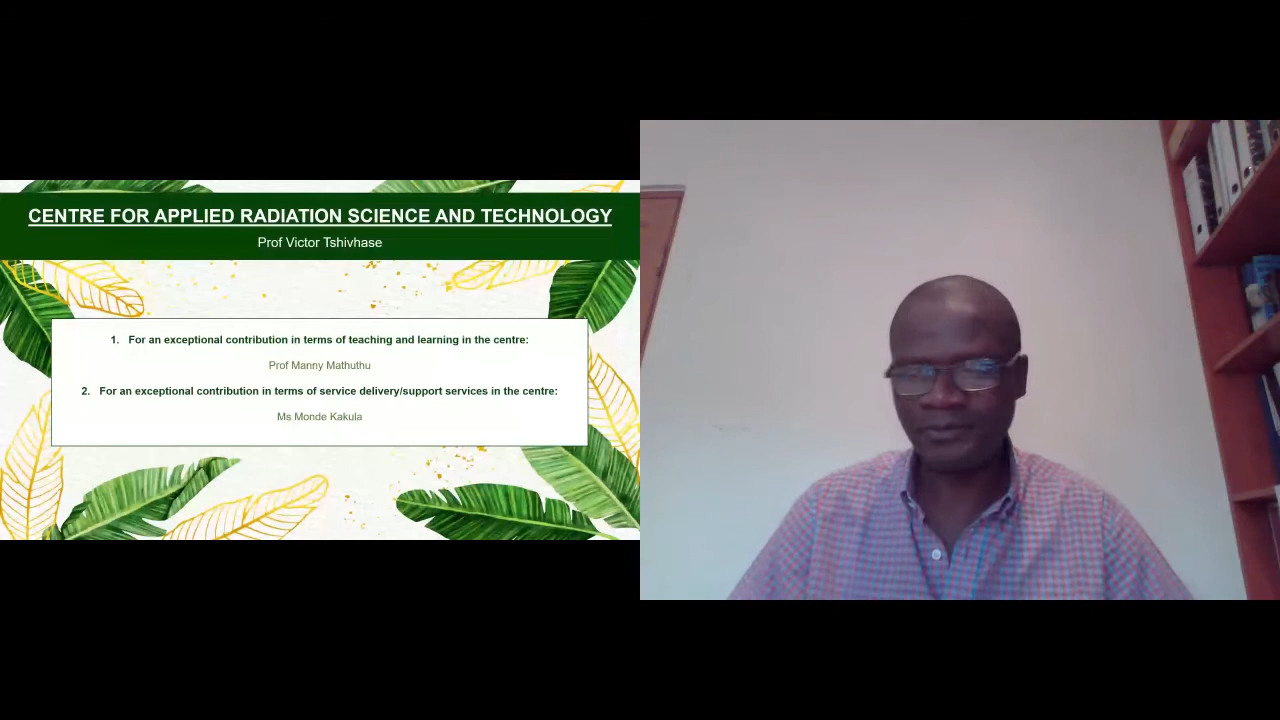 CENTRE FOR APPLIED RADIATION SCIENCE AND TECHNOLOGY
Prof Victor Tshivhase
1. For an exceptional contribution in terms of teaching and learning in the centre:
Prof Manny Mathuthu
2. For an exceptional contribution in terms of service delivery/support services in the centre:
Ms Monde Kakula